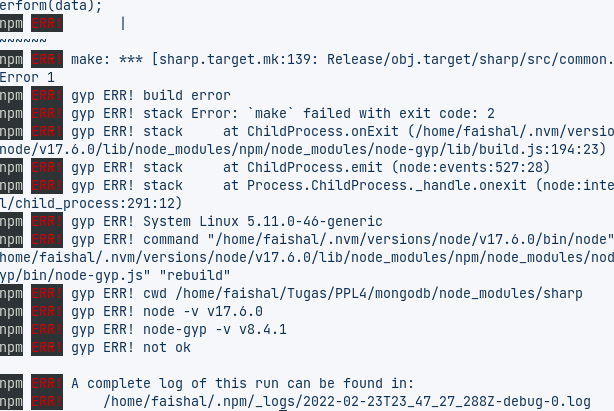 erform(data);
npm ERR!       |
~~~~~~
npm ERR! make: *** [sharp.target.mk:139: Release/obj.target/sharp/src/common.
Error 1
npm ERR! gyp ERR! build error
npm ERR! gyp ERR! stack Error: `make` failed with exit code: 2
npm ERR! gyp ERR! stack     at ChildProcess.onExit (/home/faishal/.nvm/versio
node/v17.6.0/lib/node_modules/npm/node_modules/node-gyp/lib/build.js:194:23)
npm ERR! gyp ERR! stack     at ChildProcess.emit (node:events:527:28)
npm ERR! gyp ERR! stack     at Process.ChildProcess._handle.onexit (node:inte
l/child_process:291:12)
npm ERR! gyp ERR! System Linux 5.11.0-46-generic
npm ERR! gyp ERR! command "/home/faishal/.nvm/versions/node/v17.6.0/bin/node"
home/faishal/.nvm/versions/node/v17.6.0/lib/node_modules/npm/node_modules/nod
yp/bin/node-gyp.js" "rebuild"
npm ERR! gyp ERR! cwd /home/faishal/Tugas/PPL4/mongodb/node_modules/sharp
npm ERR! gyp ERR! node -v v17.6.0
npm ERR! gyp ERR! node-gyp -v v8.4.1
npm ERR! gyp ERR! not ok
npm ERR! A complete log of this run can be found in:
npm ERR!     /home/faishal/.npm/_logs/2022-02-23T23_47_27_288Z-debug-0.log